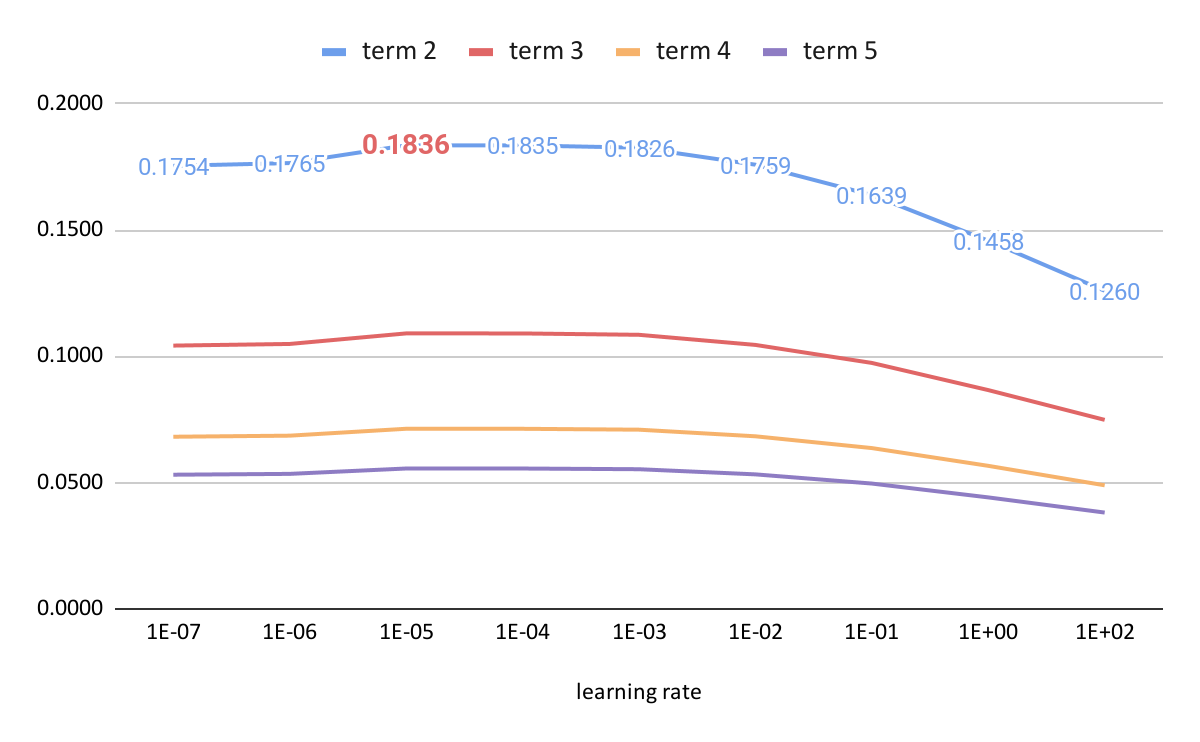 term 2 term 3 term 4 term 5
0.2000
0.1754 0.1765 0.1836 0.1835 0.1826 0.1759 0.1639 0.1458 0.1260
0.1500
0.1000
0.0500
0.0000
1E-07 1E-06 1E-05 1E-04 1E-03 1E-02 1E-01 1E+00 1E+02
learning rate